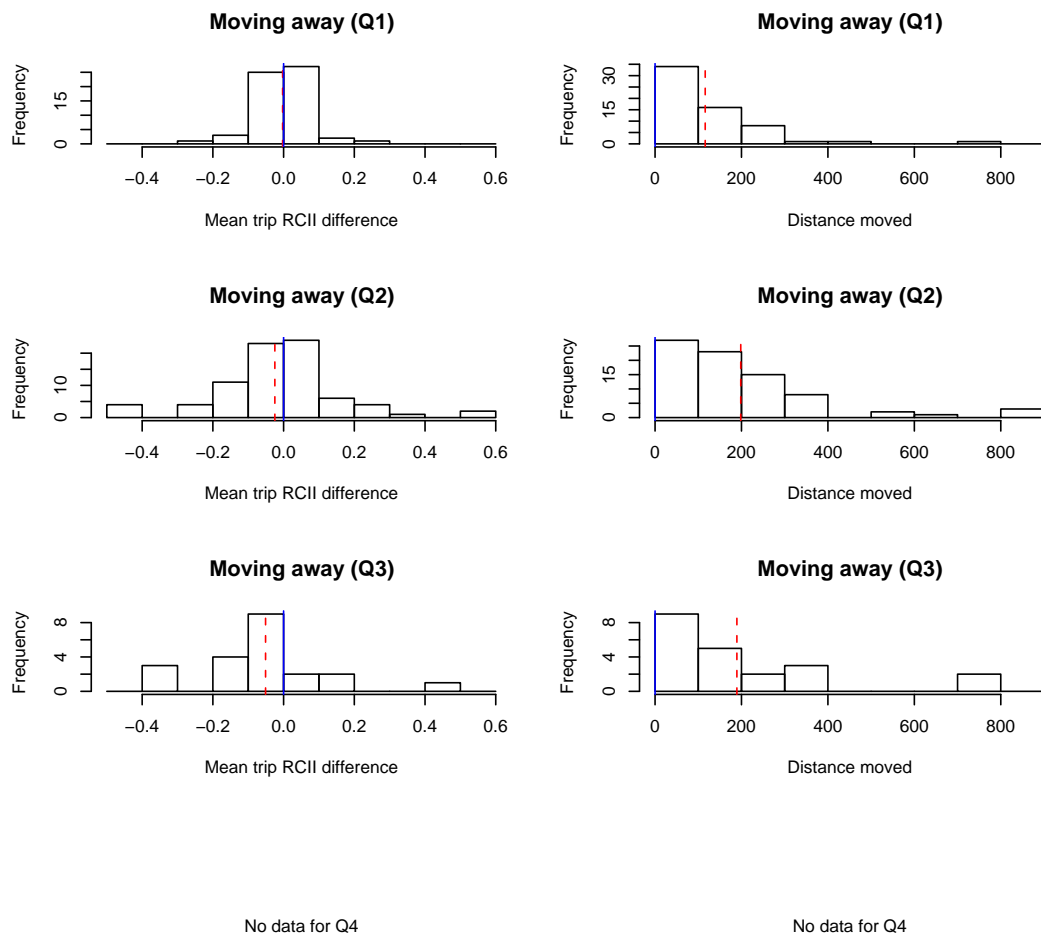 Moving away (Q1)
Frequency
0
15
−0.4
−0.2
0.0
0.2
0.4
0.6
Mean trip RCII difference
Moving away (Q1)
Frequency
0
15
30
0
200
400
600
800
Distance moved
Moving away (Q2)
Frequency
0
10
−0.4
−0.2
0.0
0.2
0.4
0.6
Mean trip RCII difference
Moving away (Q2)
Frequency
0
15
0
200
400
600
800
Distance moved
Moving away (Q3)
Frequency
0
4
8
−0.4
−0.2
0.0
0.2
0.4
0.6
Mean trip RCII difference
Moving away (Q3)
Frequency
0
4
8
0
200
400
600
800
Distance moved
No data for Q4
No data for Q4